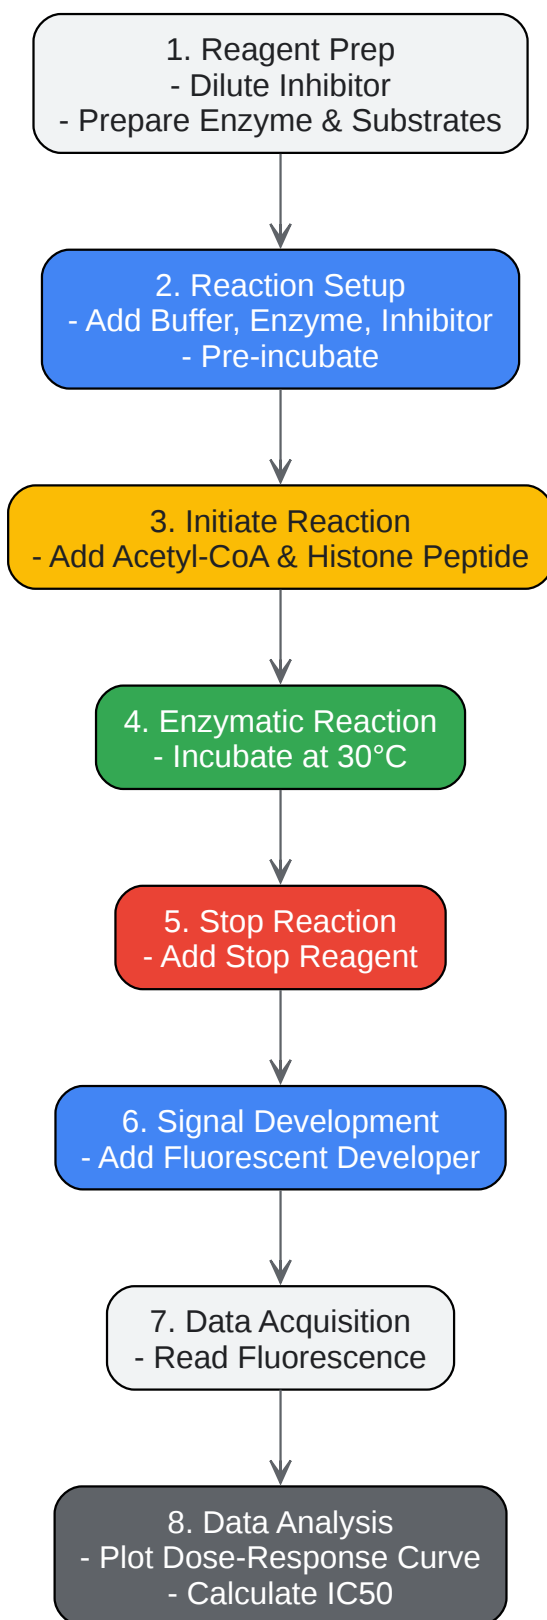 1. Reagent Prep
- Dilute Inhibitor
- Prepare Enzyme & Substrates
2. Reaction Setup
- Add Buffer, Enzyme, Inhibitor
- Pre-incubate
3. Initiate Reaction
- Add Acetyl-CoA & Histone Peptide
4. Enzymatic Reaction
- Incubate at 30°C
5. Stop Reaction
- Add Stop Reagent
6. Signal Development
- Add Fluorescent Developer
7. Data Acquisition
- Read Fluorescence
8. Data Analysis
- Plot Dose-Response Curve
- Calculate IC50